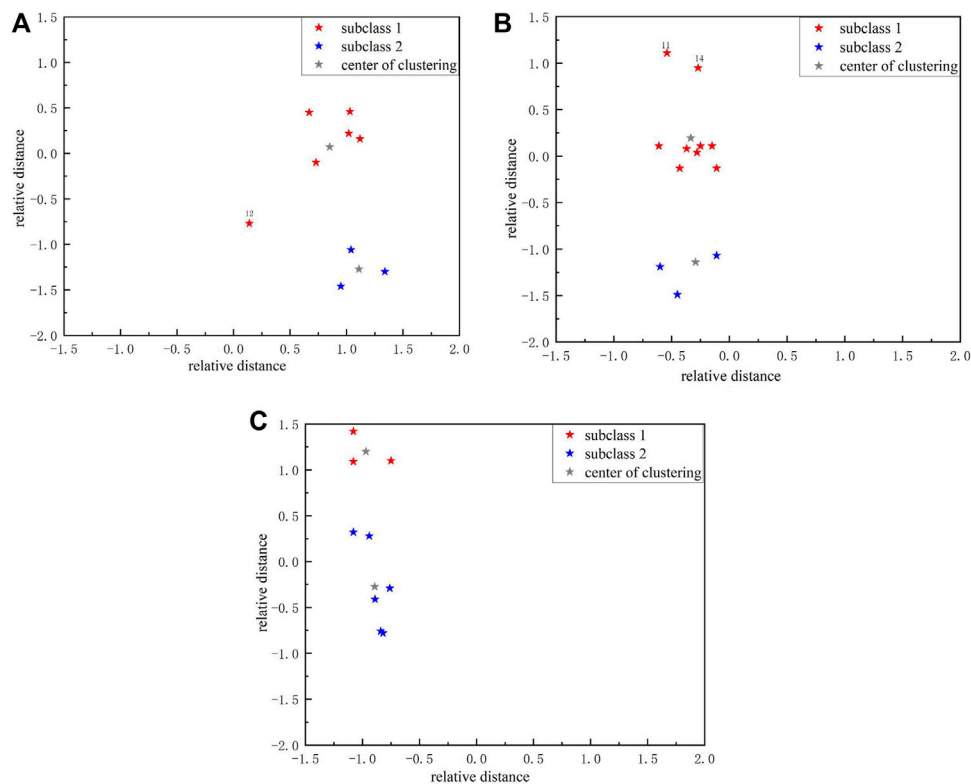 A
subclass 1
subclass 2
center of clustering
12
1.5
1.0
0.5
0.0
-0.5
-1.0
-1.5
-2.0
relative distance
-1.5 -1.0 -0.5 0.0 0.5 1.0 1.5 2.0
relative distance
B
subclass 1
subclass 2
center of clustering
11
14
1.5
1.0
0.5
0.0
-0.5
-1.0
-1.5
-2.0
relative distance
-1.5 -1.0 -0.5 0.0 0.5 1.0 1.5 2.0
relative distance
C
subclass 1
subclass 2
center of clustering
1.5
1.0
0.5
0.0
-0.5
-1.0
-1.5
-2.0
relative distance
-1.5 -1.0 -0.5 0.0 0.5 1.0 1.5 2.0
relative distance